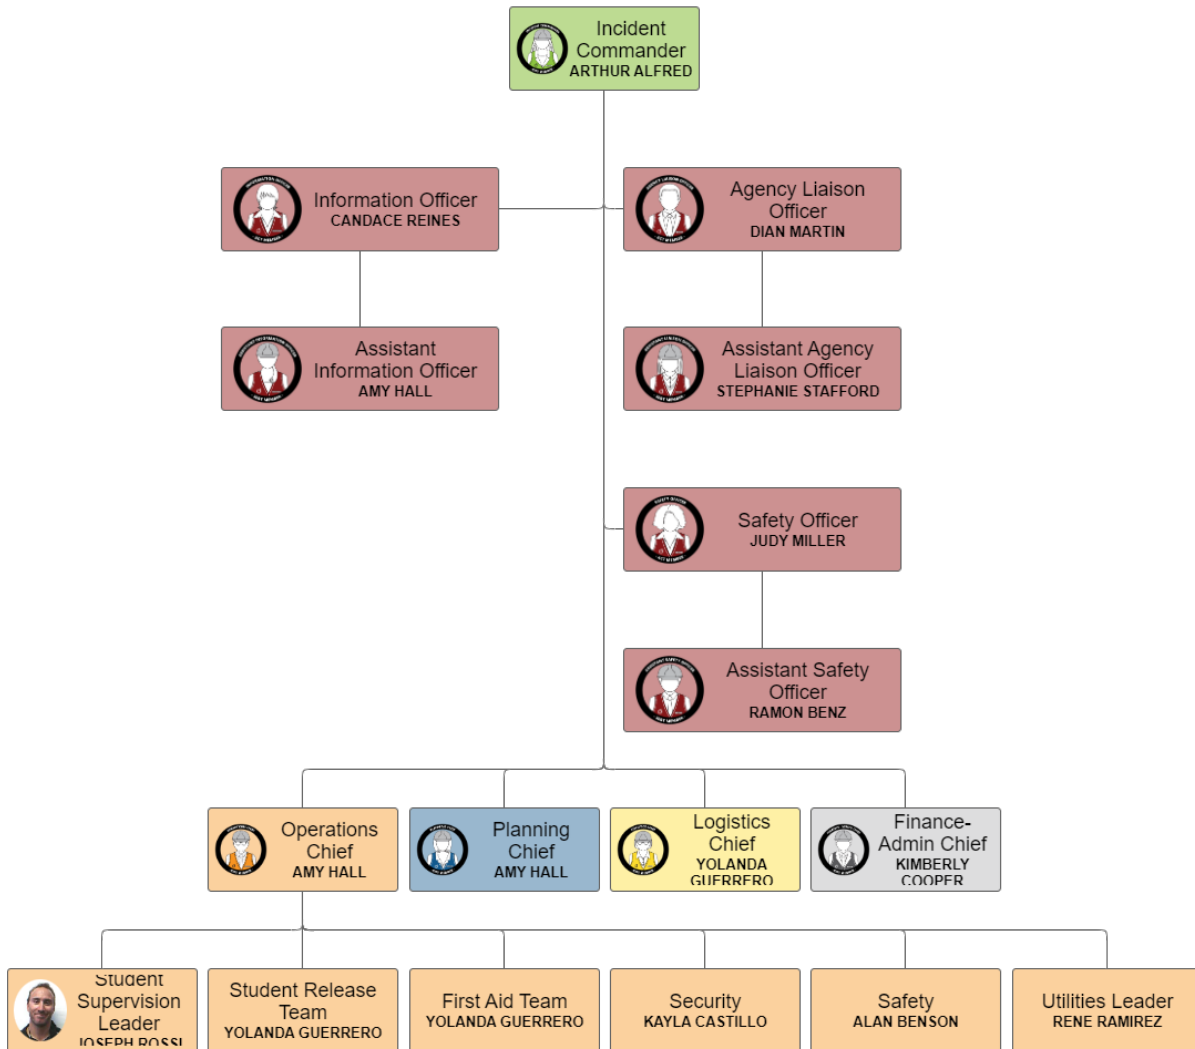 Incident
Commander
ARTHUR ALFRED
Information Officer
CANDACE REINES
Agency Liaison
Officer
DIAN MARTIN
Assistant
Information Officer
AMY HALL
Assistant Agency
Liaison Officer
STEPHANIE STAFFORD
Safety Officer
JUDY MILLER
Assistant Safety
Officer
RAMON BENZ
Operations
Chief
AMY HALL
Planning
Chief
AMY HALL
Logistics
Chief
YOLANDA
GUERRERO
Finance-
Admin Chief
KIMBERLY
COOPER
Student
Supervision
Leader
JOSEPH ROSSI
Student Release
Team
YOLANDA GUERRERO
First Aid Team
YOLANDA GUERRERO
Security
KAYLA CASTILLO
Safety
ALAN BENSON
Utilities Leader
RENE RAMIREZ